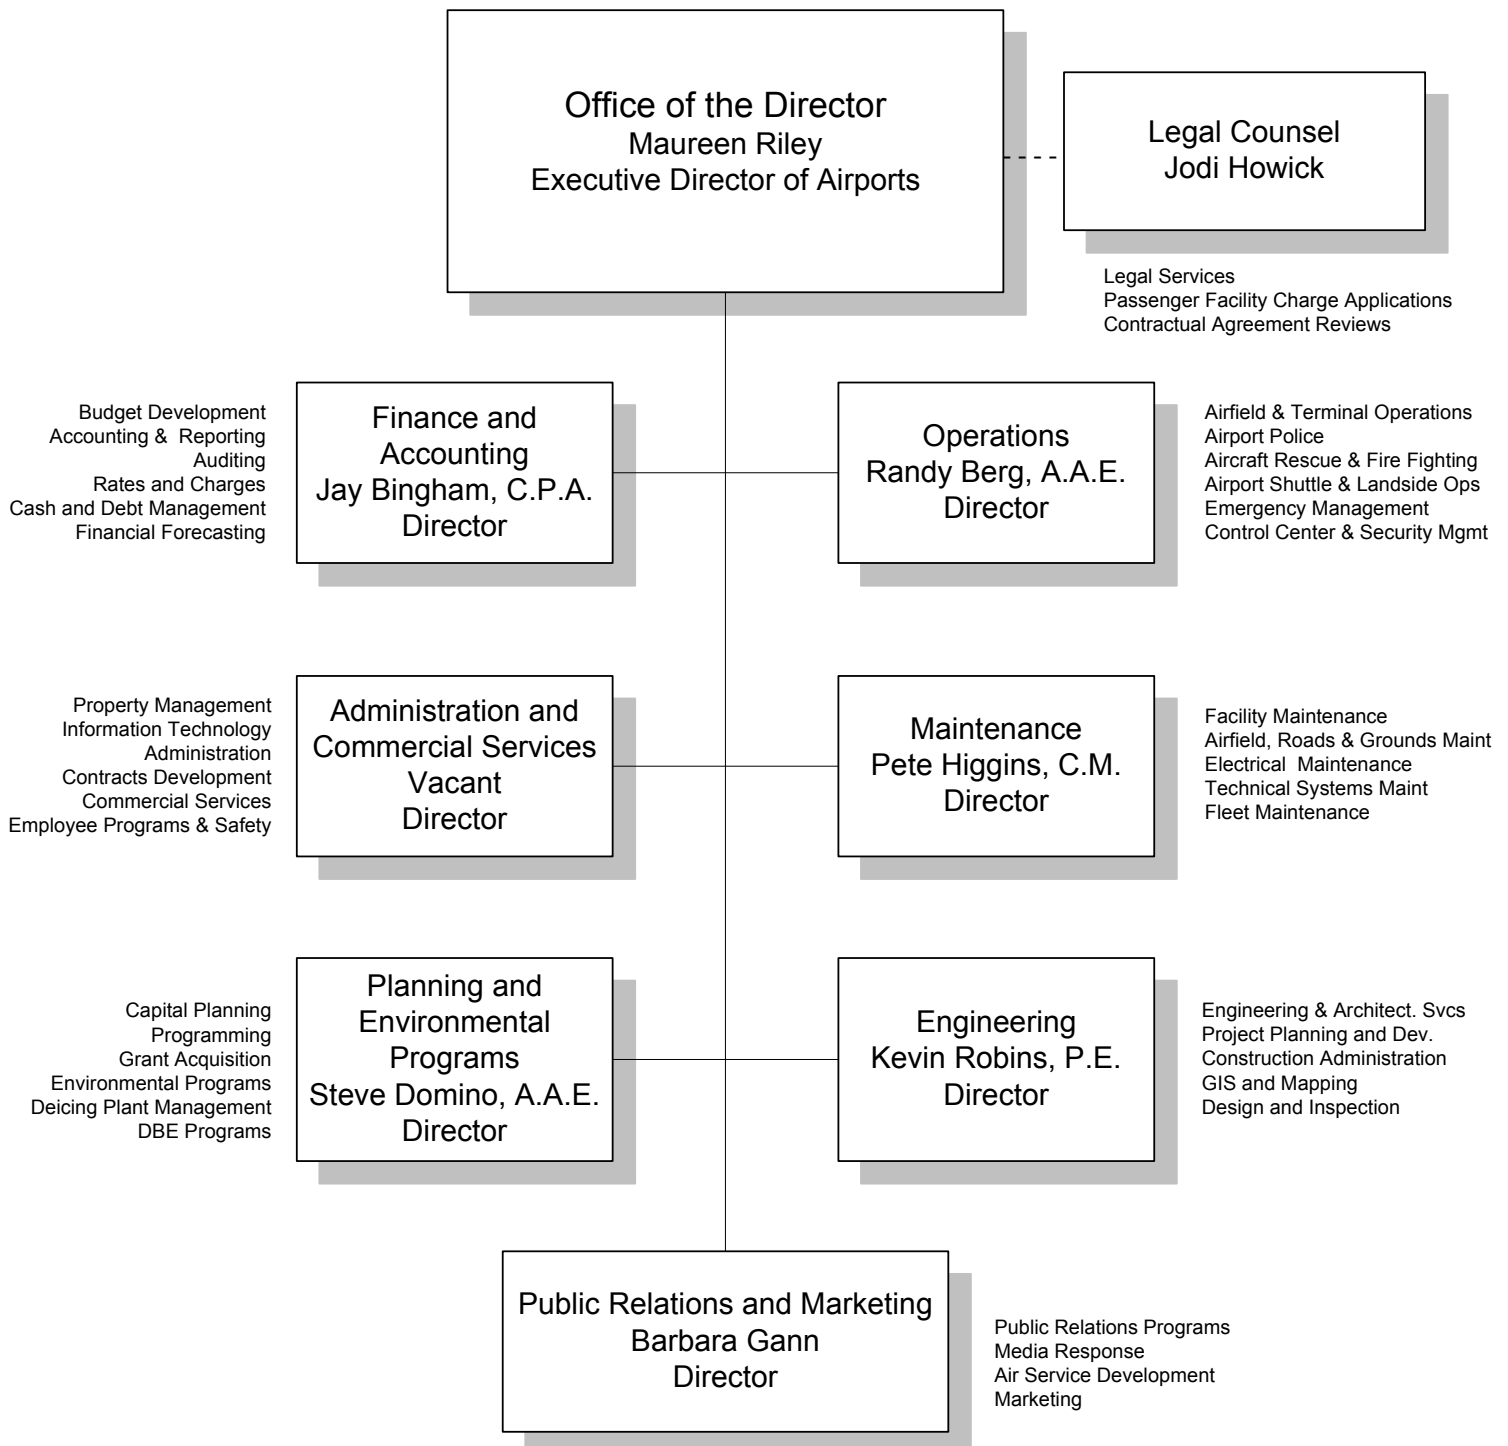 Office of the Director
Maureen Riley
Executive Director of Airports
Legal Counsel
Jodi Howick
Legal Services
Passenger Facility Charge Applications
Contractual Agreement Reviews
Budget Development
Accounting & Reporting
Auditing
Rates and Charges
Cash and Debt Management
Financial Forecasting
Finance and
Accounting
Jay Bingham, C.P.A.
Director
Operations
Randy Berg, A.A.E.
Director
Airfield & Terminal Operations
Airport Police
Aircraft Rescue & Fire Fighting
Airport Shuttle & Landside Ops
Emergency Management
Control Center & Security Mgmt
Property Management
Information Technology
Administration
Contracts Development
Commercial Services
Employee Programs & Safety
Administration and
Commercial Services
Vacant
Director
Maintenance
Pete Higgins, C.M.
Director
Facility Maintenance
Airfield, Roads & Grounds Maint
Electrical Maintenance
Technical Systems Maint
Fleet Maintenance
Capital Planning
Programming
Grant Acquisition
Environmental Programs
Deicing Plant Management
DBE Programs
Planning and
Environmental
Programs
Steve Domino, A.A.E.
Director
Engineering
Kevin Robins, P.E.
Director
Engineering & Architect. Svcs
Project Planning and Dev.
Construction Administration
GIS and Mapping
Design and Inspection
Public Relations and Marketing
Barbara Gann
Director
Public Relations Programs
Media Response
Air Service Development
Marketing